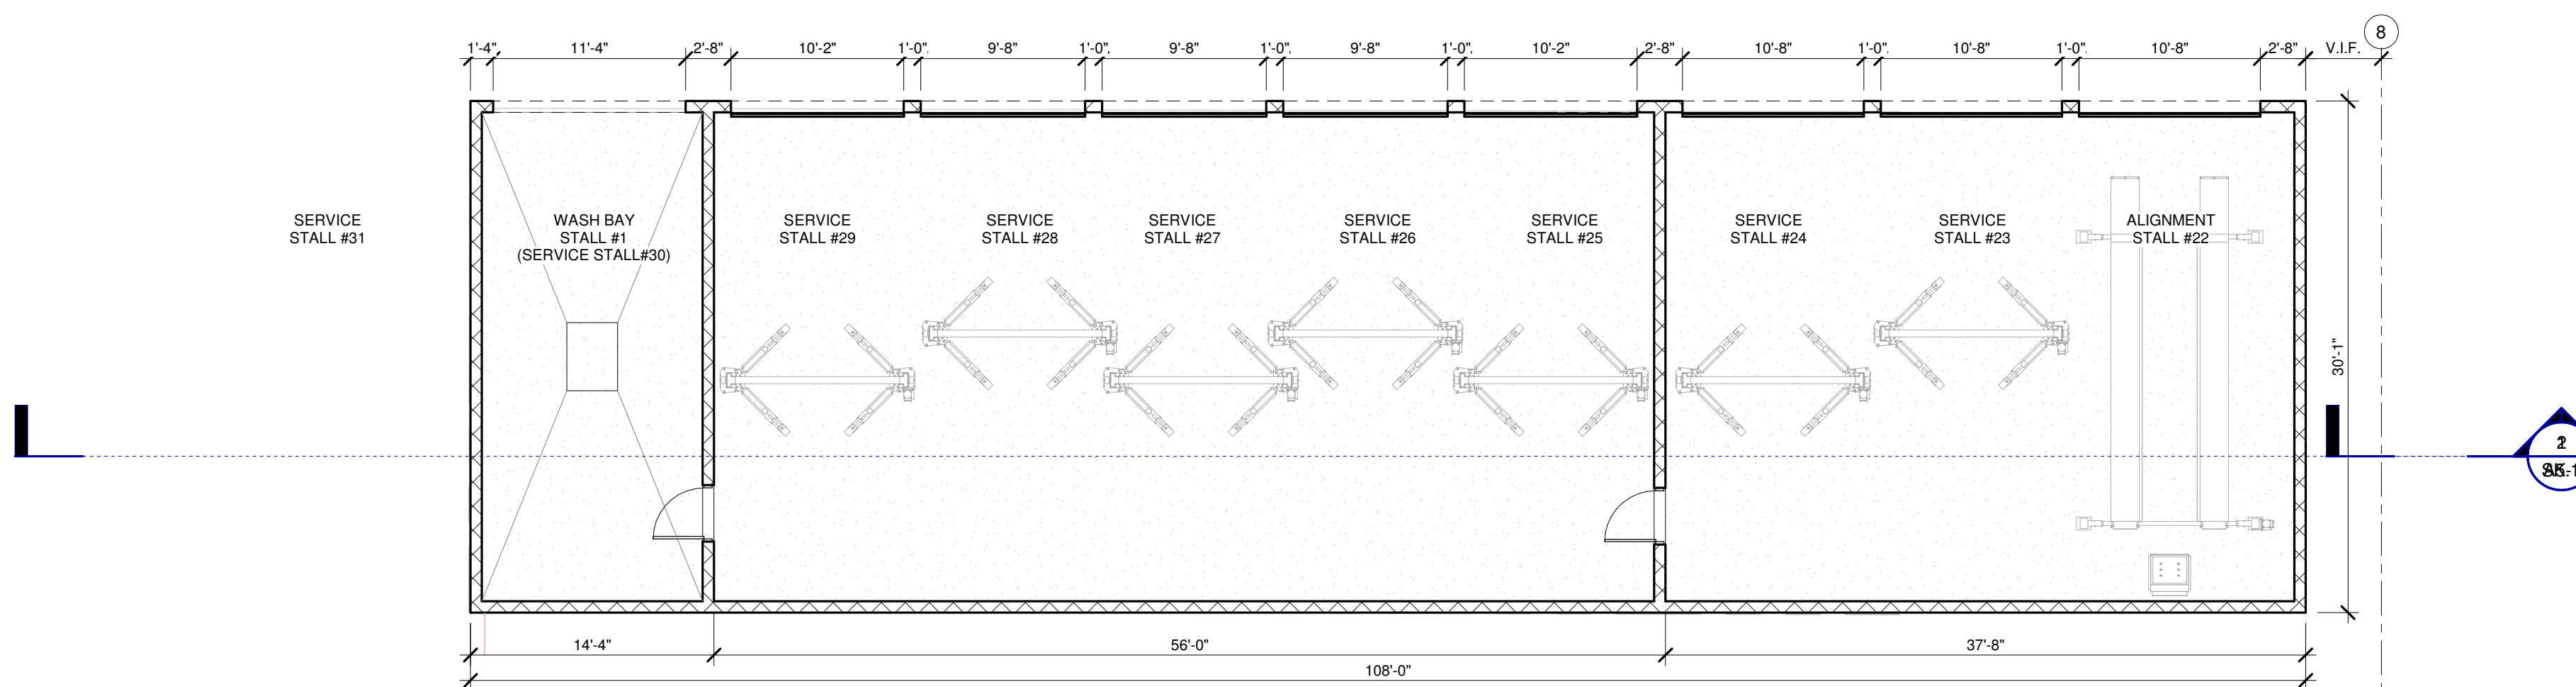 8
1'-4" 11'-4" 2'-8" 10'-2" 1'-0" 9'-8" 1'-0" 9'-8" 1'-0" 9'-8" 1'-0" 10'-2" 2'-8" 10'-8" 1'-0" 10'-8" 1'-0" 10'-8" 2'-8" V.I.F.
SERVICE
STALL #31
WASH BAY
STALL #1
(SERVICE STALL#30)
SERVICE
STALL #29
SERVICE
STALL #28
SERVICE
STALL #27
SERVICE
STALL #26
SERVICE
STALL #25
SERVICE
STALL #24
SERVICE
STALL #23
ALIGNMENT
STALL #22
30'-1"
14'-4" 56'-0" 37'-8"
108'-0"